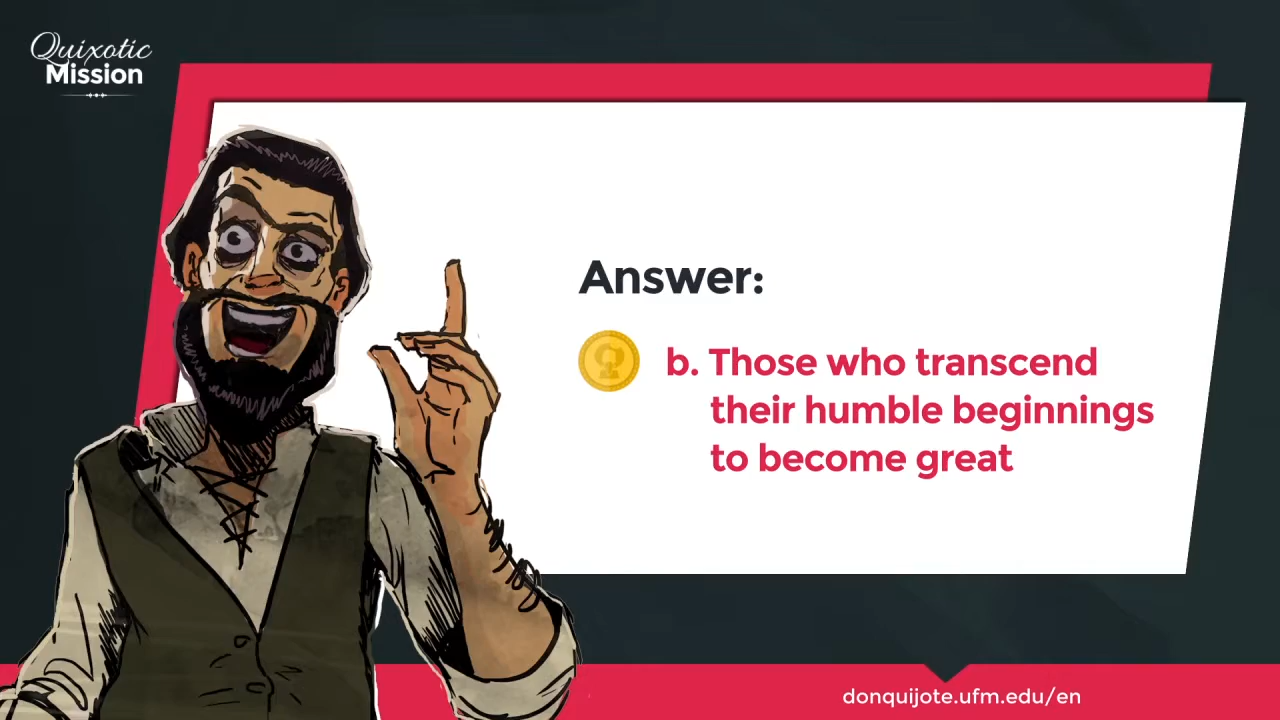 Quixotic
Mission
Answer:
b. Those who transcend
their humble beginnings
to become great
donquijote.ufm.edu/en